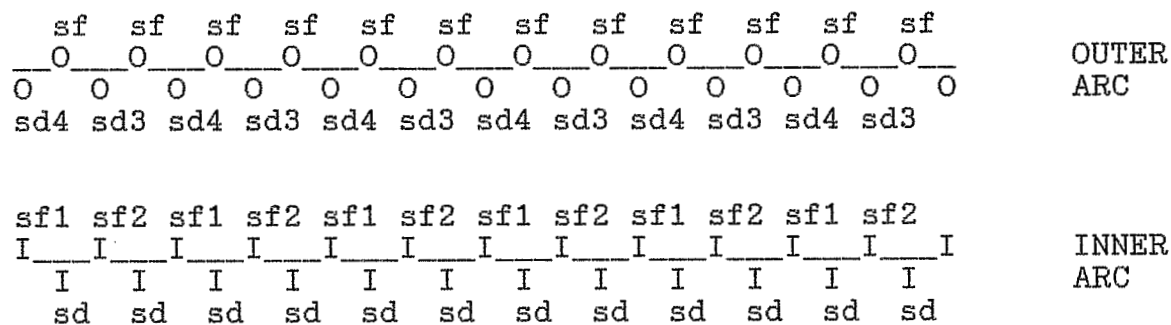 sf sf sf sf sf sf sf sf sf sf sf sf
__O___O___O___O___O___O___O___O___O___O___O___O__ OUTER
O O O O O O O O O O O O O ARC
sd4 sd3 sd4 sd3 sd4 sd3 sd4 sd3 sd4 sd3 sd4 sd3
sf1 sf2 sf1 sf2 sf1 sf2 sf1 sf2 sf1 sf2 sf1 sf2
I___I___I___I___I___I___I___I___I___I___I___I___I INNER
I I I I I I I I I I I I ARC
sd sd sd sd sd sd sd sd sd sd sd sd